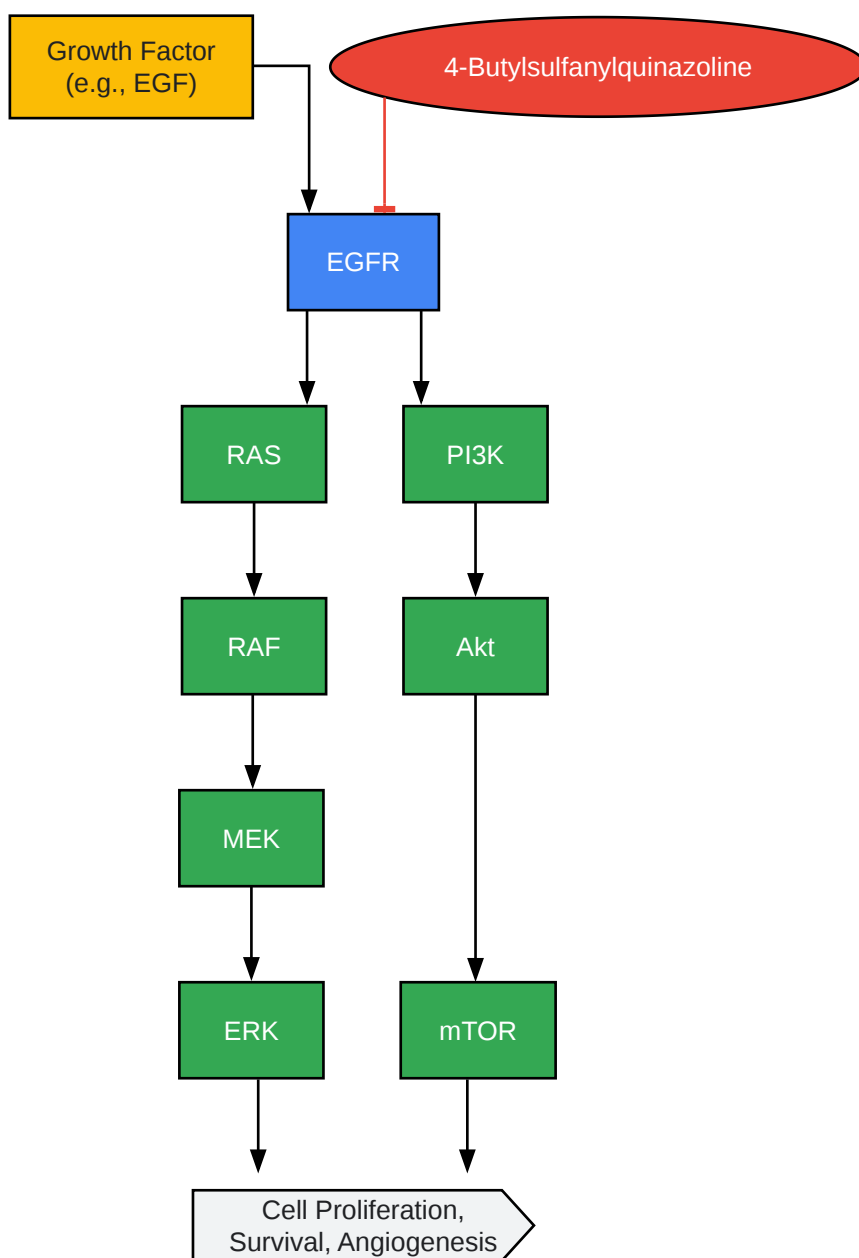 Growth Factor
(e.g., EGF)
4-Butylsulfanylquinazoline
EGFR
RAS
PI3K
RAF
Akt
MEK
ERK
mTOR
Cell Proliferation,
Survival, Angiogenesis